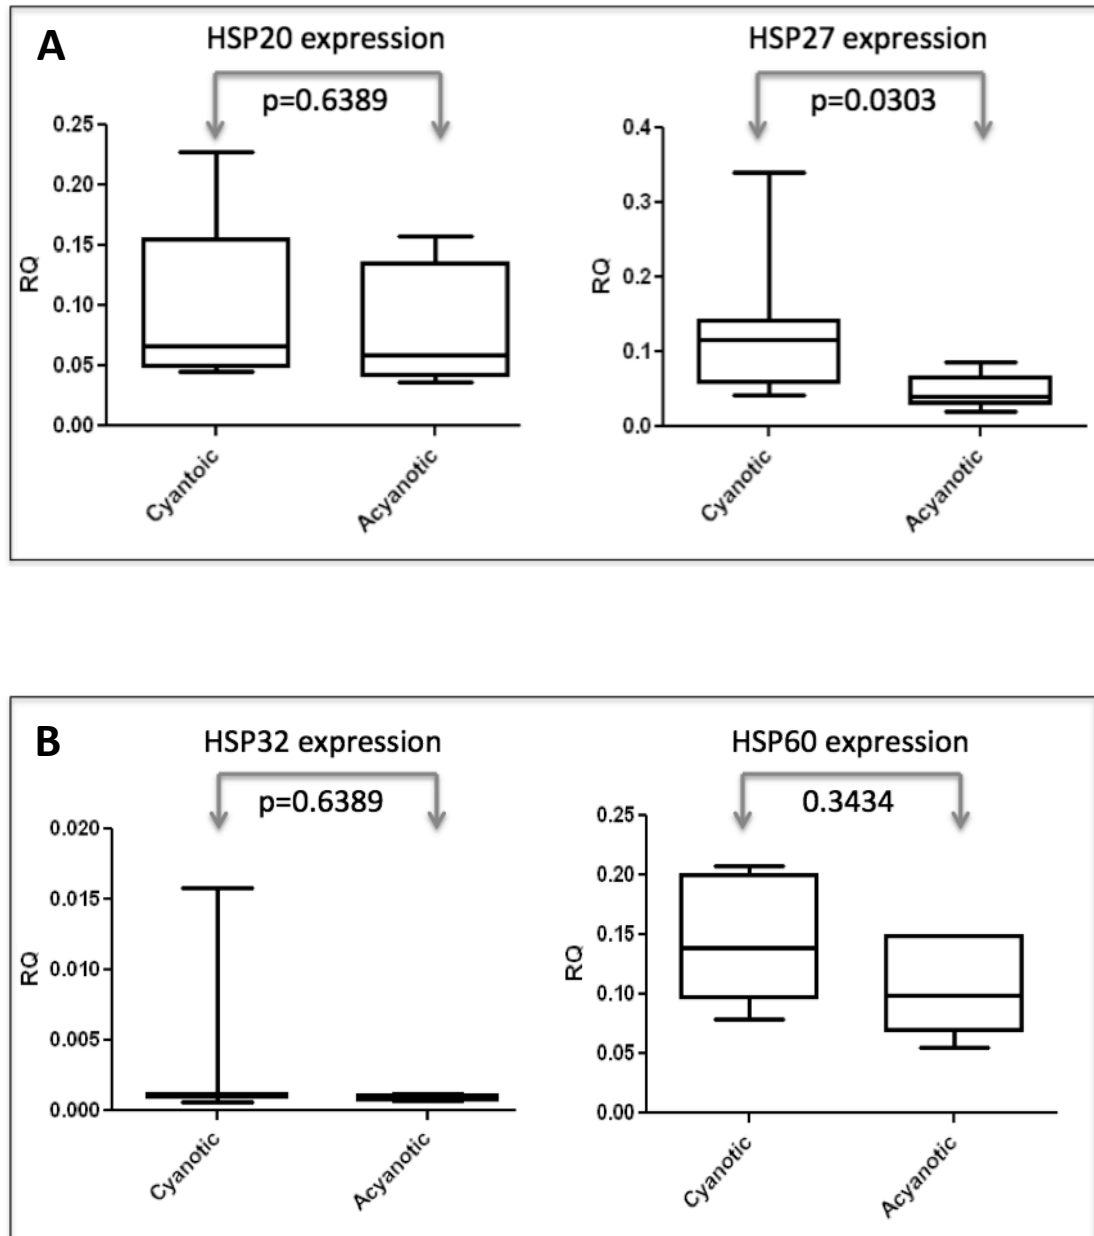 A
HSP20 expression
p=0.6389
0.25
0.20
0.15
0.10
0.05
0.00
RQ
Cyantoic
Acyanotic
HSP27 expression
p=0.0303
0.4
0.3
0.2
0.1
0.0
RQ
Cyanotic
Acyanotic
B
HSP32 expression
p=0.6389
0.020
0.015
0.010
0.005
0.000
RQ
Cyanotic
Acyanotic
HSP60 expression
0.3434
0.25
0.20
0.15
0.10
0.05
0.00
RQ
Cyanotic
Acyanotic